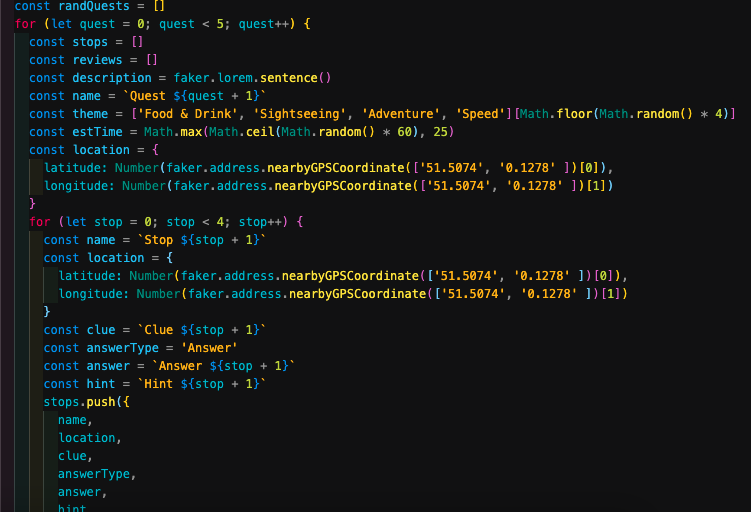 const randQuests = []
for (let quest = 0; quest < 5; quest++) {
const stops = []
const reviews = []
const description = faker.lorem.sentence()
const name = `Quest ${quest + 1}`
const theme = ['Food & Drink', 'Sightseeing', 'Adventure', 'Speed'][Math.floor(Math.random() * 4)]
const estTime = Math.max(Math.ceil(Math.random() * 60), 25)
const location = {
latitude: Number(faker.address.nearbyGPSCoordinate(['51.5074', '0.1278' ])[0]),
longitude: Number(faker.address.nearbyGPSCoordinate(['51.5074', '0.1278' ])[1])
}
for (let stop = 0; stop < 4; stop++) {
const name = `Stop ${stop + 1}`
const location = {
latitude: Number(faker.address.nearbyGPSCoordinate(['51.5074', '0.1278' ])[0]),
longitude: Number(faker.address.nearbyGPSCoordinate(['51.5074', '0.1278' ])[1])
}
const clue = `Clue ${stop + 1}`
const answerType = 'Answer'
const answer = `Answer ${stop + 1}`
const hint = `Hint ${stop + 1}`
stops.push({
name,
location,
clue,
answerType,
answer,
hint